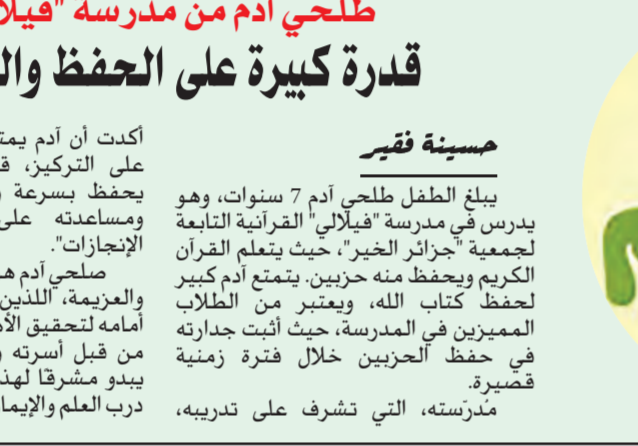 طلحي آدم من مدرسة "فيلا
قدرة كبيرة على الحفظ وال
حسينة فقير
يبلغ الطفل طلحي آدم 7 سنوات، وهو
يدرس في مدرسة "فيلالي" القرآنية التابعة
لجمعية "جزائر الخير"، حيث يتعلم القرآن
الكريم ويحفظ منه حزبين. يتمتع آدم كبير
لحفظ كتاب الله، ويعتبر من الطلاب
المميزين في المدرسة، حيث أثبت جدارته
في حفظ الحزبين خلال فترة زمنية
قصيرة.
مُدرّسته، التي تشرف على تدريبه،
أكدت أن آدم يمت
على التركيز، ق
يحفظ بسرعة
ومساعدته على
الإنجازات".
صلحي آدم هـ
والعزيمة، اللذين
أمامه لتحقيق الأ
من قبل أسرته و
يبدو مشرقًا لهذ
درب العلم والإيما